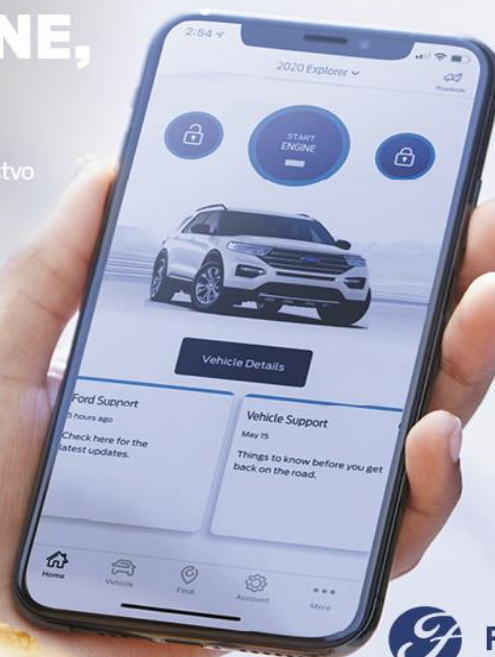 NE,
tvo
2:54
2020 Explorer
Roadside
START
ENGINE
Vehicle Details
Ford Support
5 hours ago
Check here for the
latest updates.
Vehicle Support
May 15
Things to know before you get
back on the road.
Home
Vehicle
Find
Account
More
F